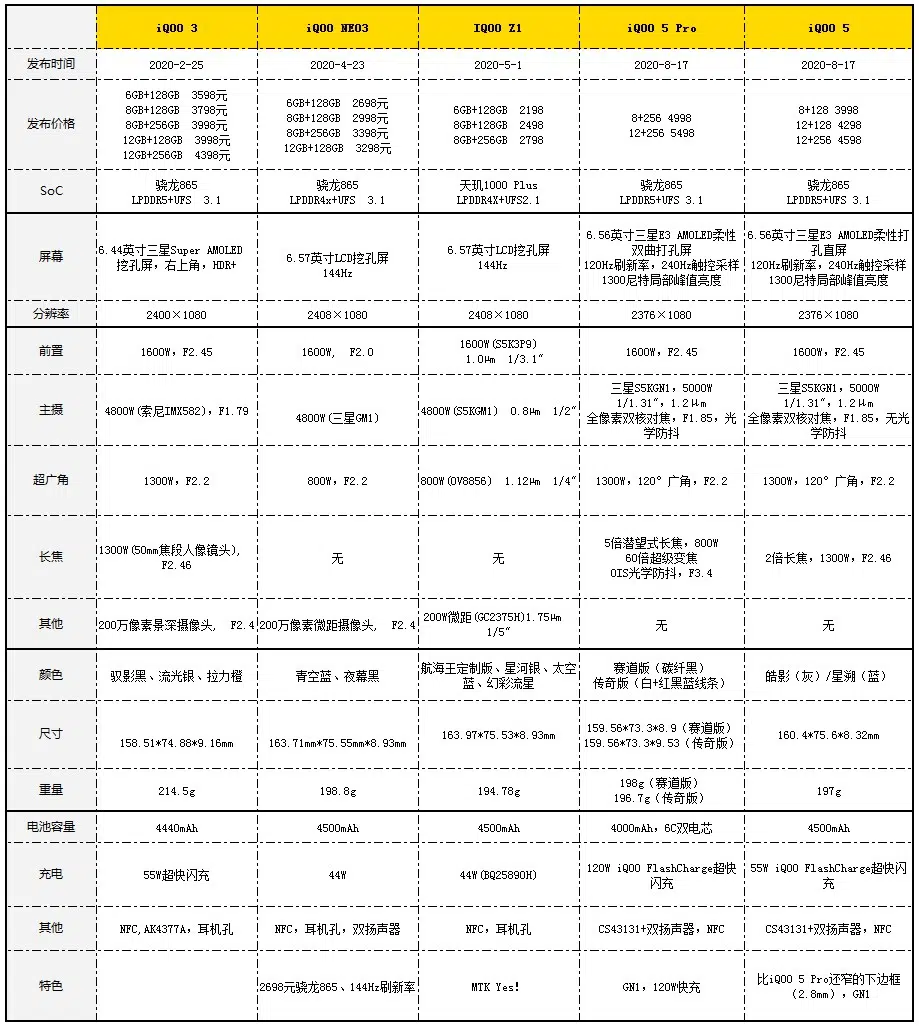 iQOO 3 iQOO NEO3 IQOO Z1 iQOO 5 Pro iQOO 5
发布时间 2020-2-25 2020-4-23 2020-5-1 2020-8-17 2020-8-17
发布价格
6GB+128GB 3598元
8GB+128GB 3798元
8GB+256GB 3998元
12GB+128GB 3998元
12GB+256GB 4398元
6GB+128GB 2698元
8GB+128GB 2998元
8GB+256GB 3398元
12GB+128GB 3298元
6GB+128GB 2198
8GB+128GB 2498
8GB+256GB 2798
8+256 4998
12+256 5498
8+128 3998
12+128 4298
12+256 4598
SoC
骁龙865
LPDDR5+UFS 3.1
骁龙865
LPDDR4x+UFS 3.1
天玑1000 Plus
LPDDR4X+UFS2.1
骁龙865
LPDDR5+UFS 3.1
骁龙865
LPDDR5+UFS 3.1
屏幕
6.44英寸三星Super AMOLED
挖孔屏，右上角，HDR+
6.57英寸LCD挖孔屏
144Hz
6.57英寸LCD挖孔屏
144Hz
6.56英寸三星E3 AMOLED柔性
双曲打孔屏
120Hz刷新率，240Hz触控采样
1300尼特局部峰值亮度
6.56英寸三星E3 AMOLED柔性打
孔直屏
120Hz刷新率，240Hz触控采样
1300尼特局部峰值亮度
分辨率 2400×1080 2408×1080 2408×1080 2376×1080 2376×1080
前置
1600W，F2.45
1600W, F2.0
1600W(S5K3P9)
1.0μm 1/3.1″
1600W，F2.45
1600W，F2.45
主摄
4800W(索尼IMX582)，F1.79
4800W(三星GM1)
4800W(S5KGM1) 0.8μm 1/2″
三星S5KGN1，5000W
1/1.31″，1.2μm
全像素双核对焦，F1.85，光
学防抖
三星S5KGN1，5000W
1/1.31″，1.2μm
全像素双核对焦，F1.85，无光
学防抖
超广角
1300W，F2.2
800W，F2.2
800W(OV8856) 1.12μm 1/4″
1300W，120°广角，F2.2
1300W，120°广角，F2.2
长焦
1300W(50mm焦段人像镜头),
F2.46
无
无
5倍潜望式长焦，800W
60倍超级变焦
OIS光学防抖，F3.4
2倍长焦，1300W，F2.46
其他
200万像素景深摄像头, F2.4
200万像素微距摄像头, F2.4
200W微距(GC2375H)1.75μm
1/5″
无
无
颜色
驭影黑、流光银、拉力橙
青空蓝、夜幕黑
航海王定制版、星河银、太空
蓝、幻彩流星
赛道版（碳纤黑）
传奇版（白+红黑蓝线条）
皓影（灰）/星溯（蓝）
尺寸
158.51*74.88*9.16mm
163.71mm*75.55mm*8.93mm
163.97*75.53*8.93mm
159.56*73.3*8.9（赛道版）
159.56*73.3*9.53（传奇版）
160.4*75.6*8.32mm
重量
214.5g
198.8g
194.78g
198g（赛道版）
196.7g（传奇版）
197g
电池容量 4440mAh 4500mAh 4500mAh 4000mAh，6C双电芯 4500mAh
充电
55W超快闪充
44W
44W(BQ25890H)
120W iQOO FlashCharge超快
闪充
55W iQOO FlashCharge超快闪
充
其他 NFC,AK4377A，耳机孔 NFC，耳机孔，双扬声器 NFC，耳机孔 CS43131+双扬声器，NFC CS43131+双扬声器，NFC
特色
2698元骁龙865、144Hz刷新率
MTK Yes！
GN1，120W快充
比iQOO 5 Pro还窄的下边框
（2.8mm），GN1